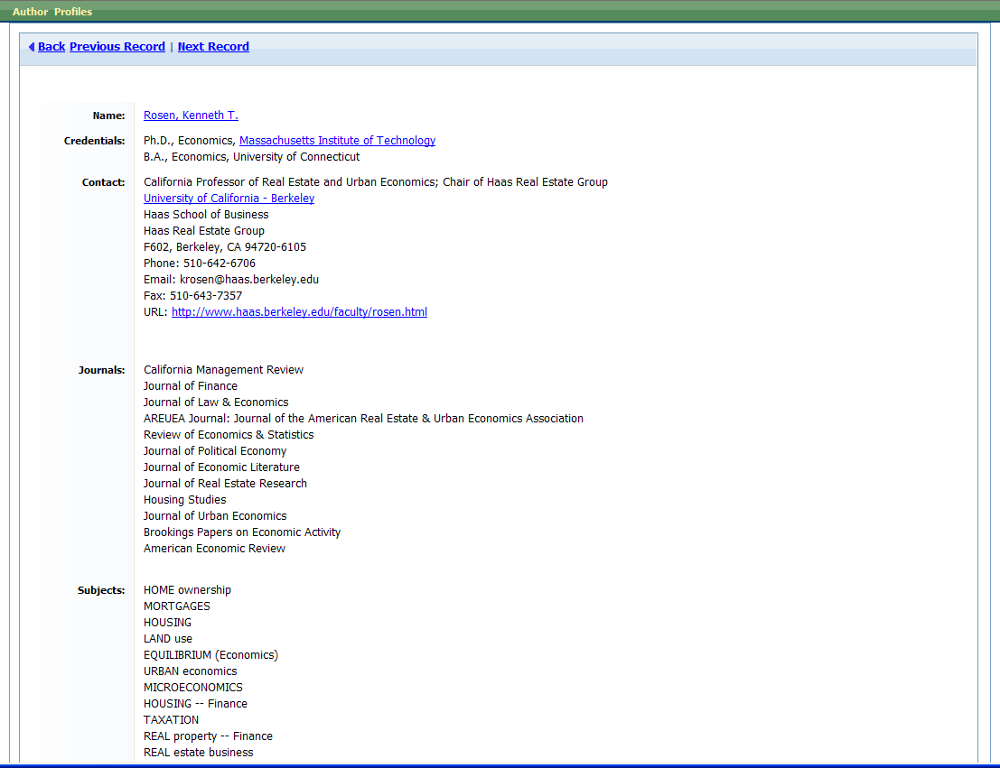 Author Profiles
Back Previous Record | Next Record
Name: Rosen, Kenneth T.
Credentials: Ph.D., Economics, Massachusetts Institute of Technology
B.A., Economics, University of Connecticut
Contact: California Professor of Real Estate and Urban Economics; Chair of Haas Real Estate Group
University of California - Berkeley
Haas School of Business
Haas Real Estate Group
F602, Berkeley, CA 94720-6105
Phone: 510-642-6706
Email: krosen@haas.berkeley.edu
Fax: 510-643-7357
URL: http://www.haas.berkeley.edu/faculty/rosen.html
Journals: California Management Review
Journal of Finance
Journal of Law & Economics
AREUEA Journal: Journal of the American Real Estate & Urban Economics Association
Review of Economics & Statistics
Journal of Political Economy
Journal of Economic Literature
Journal of Real Estate Research
Housing Studies
Journal of Urban Economics
Brookings Papers on Economic Activity
American Economic Review
Subjects: HOME ownership
MORTGAGES
HOUSING
LAND use
EQUILIBRIUM (Economics)
URBAN economics
MICROECONOMICS
HOUSING -- Finance
TAXATION
REAL property -- Finance
REAL estate business